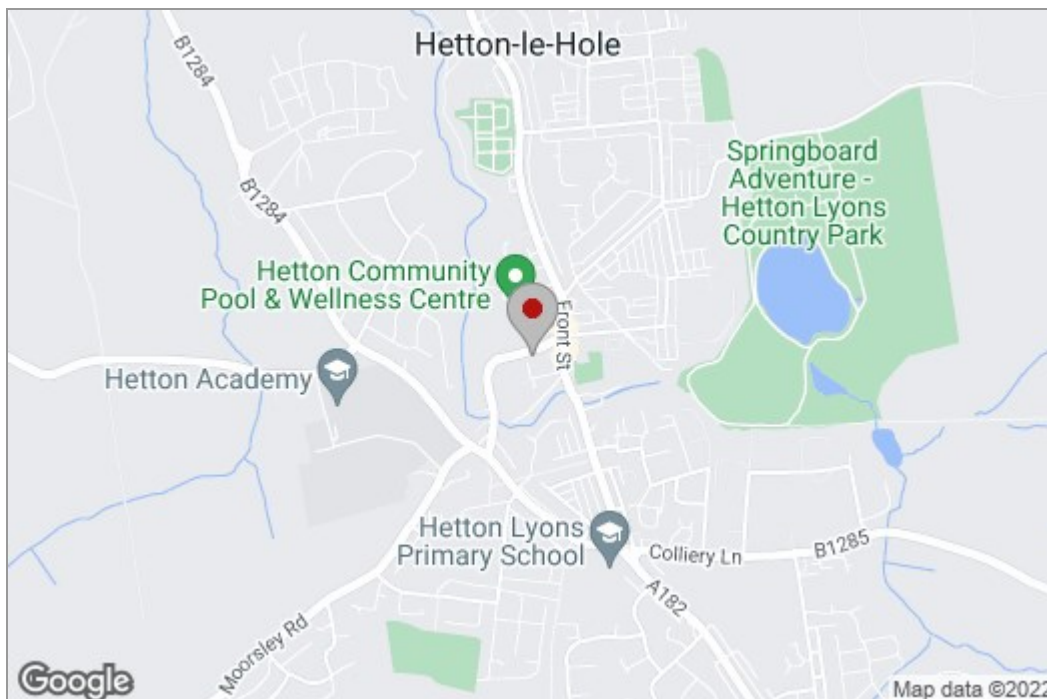 Hetton-le-Hole
B1284
B1284
Springboard
Adventure -
Hetton Lyons
Country Park
Hetton Community
Pool & Wellness Centre
Front St
Hetton Academy
Hetton Lyons
Primary School
Colliery Ln
B1285
A182
Moorsley Rd
Google
Map data ©2022